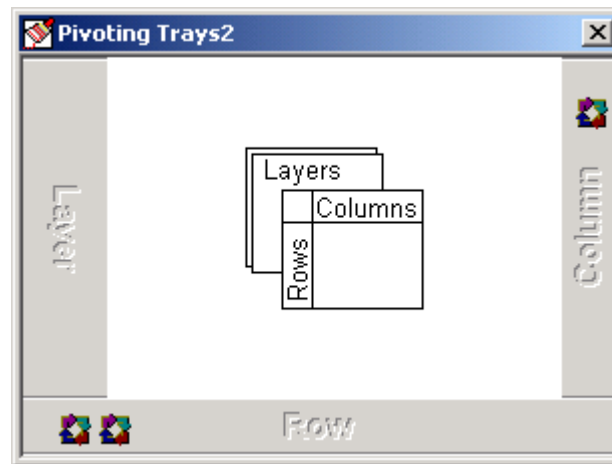 Pivoting Trays2
Layer
Layers
Columns
Rows
Column
Row